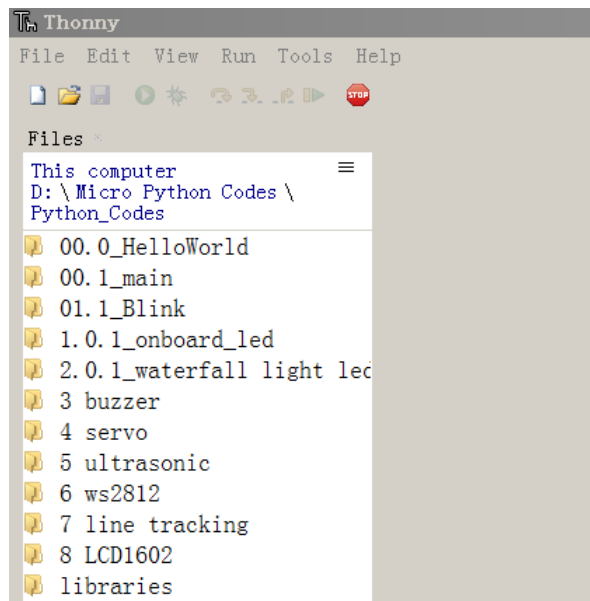 Th Thonny
File Edit View Run Tools Help
STOP
Files ×
This computer
D: \ Micro Python Codes \
Python_Codes
00.0_HelloWorld
00.1_main
01.1_Blink
1.0.1_onboard_led
2.0.1_waterfall light led
3 buzzer
4 servo
5 ultrasonic
6 ws2812
7 line tracking
8 LCD1602
libraries